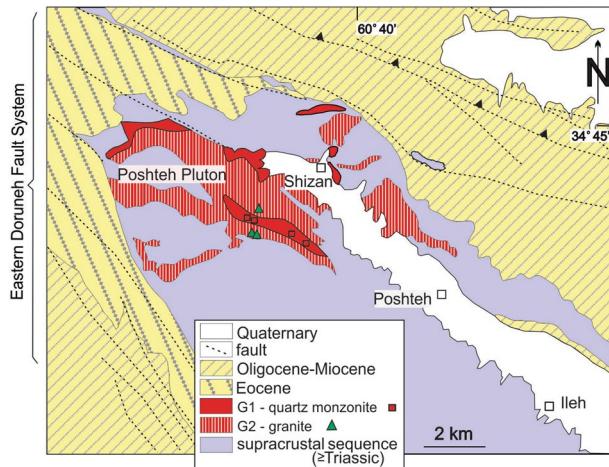 60° 40'
N
34° 45'
Eastern Doruneh Fault System
Poshteh Pluton
Shizan
Poshteh
Ileh
Quaternary
fault
Oligocene-Miocene
Eocene
G1 - quartz monzonite
G2 - granite
supracrustal sequence
(≥Triassic)
2 km